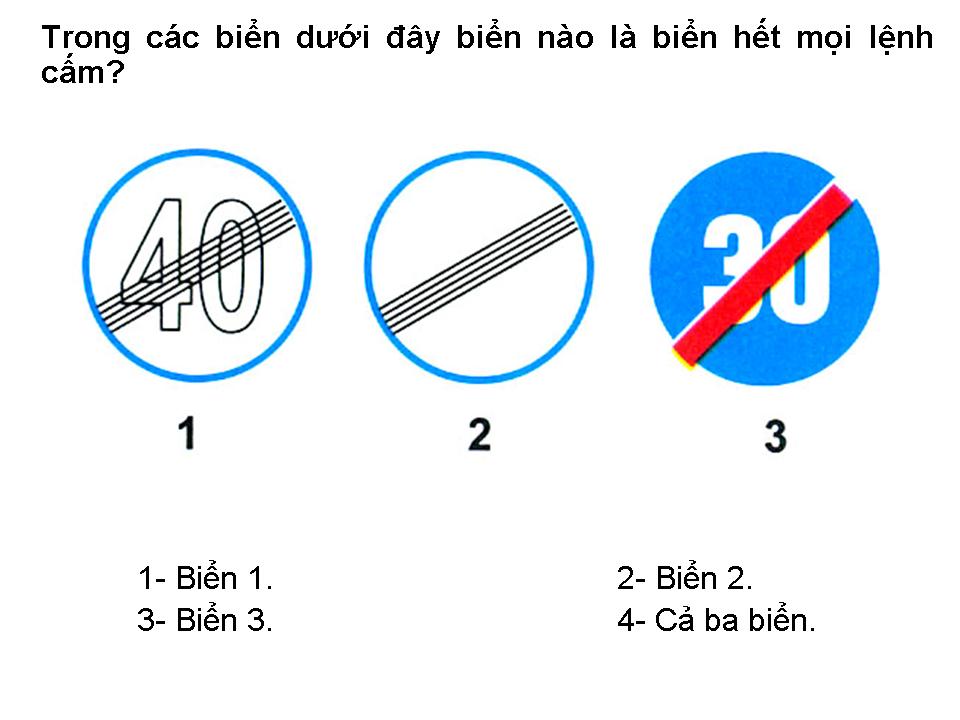 Trong các biển dưới đây biển nào là biển hết mọi lệnh
cấm?
40 30
1 2 3
1- Biển 1. 2- Biển 2.
3- Biển 3. 4- Cả ba biển.